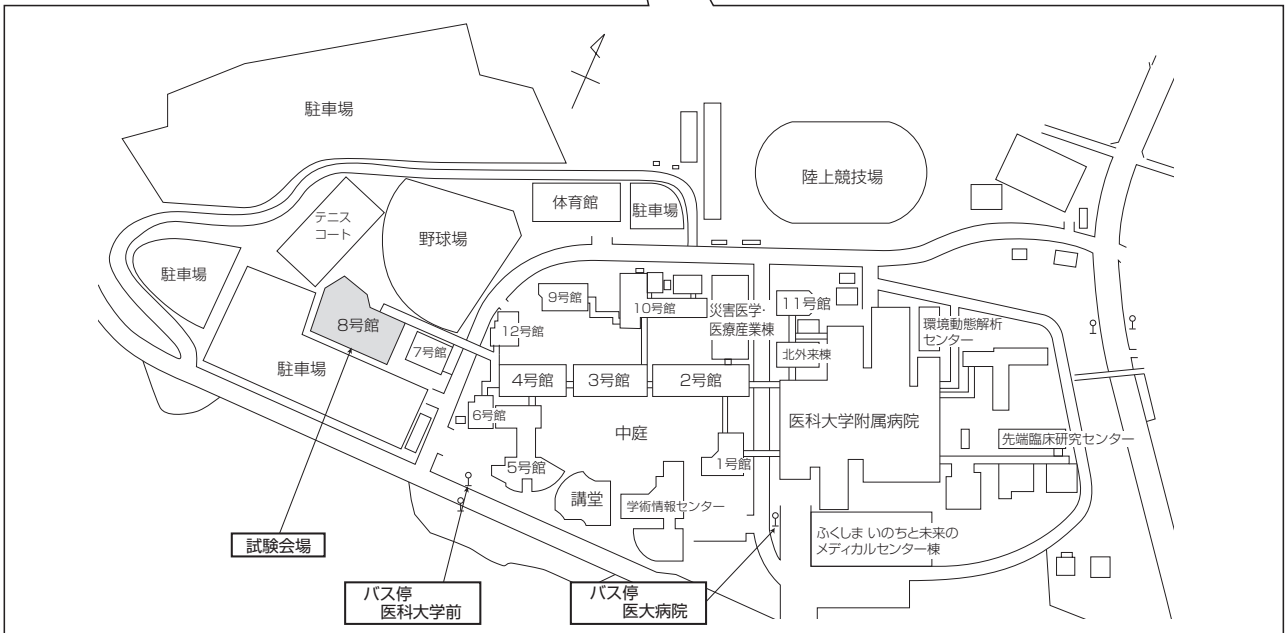 駐車場
陸上競技場
体育館
駐車場
テニス
コート
野球場
駐車場
9号館
10号館
災害医学・
医療産業棟
11号館
8号館
12号館
環境動態解析
センター
7号館
北外来棟
駐車場
4号館
3号館
2号館
6号館
中庭
医科大学附属病院
先端臨床研究センター
5号館
1号館
講堂
学術情報センター
ふくしま いのちと未来の
メディカルセンター棟
試験会場
バス停
医科大学前
バス停
医大病院